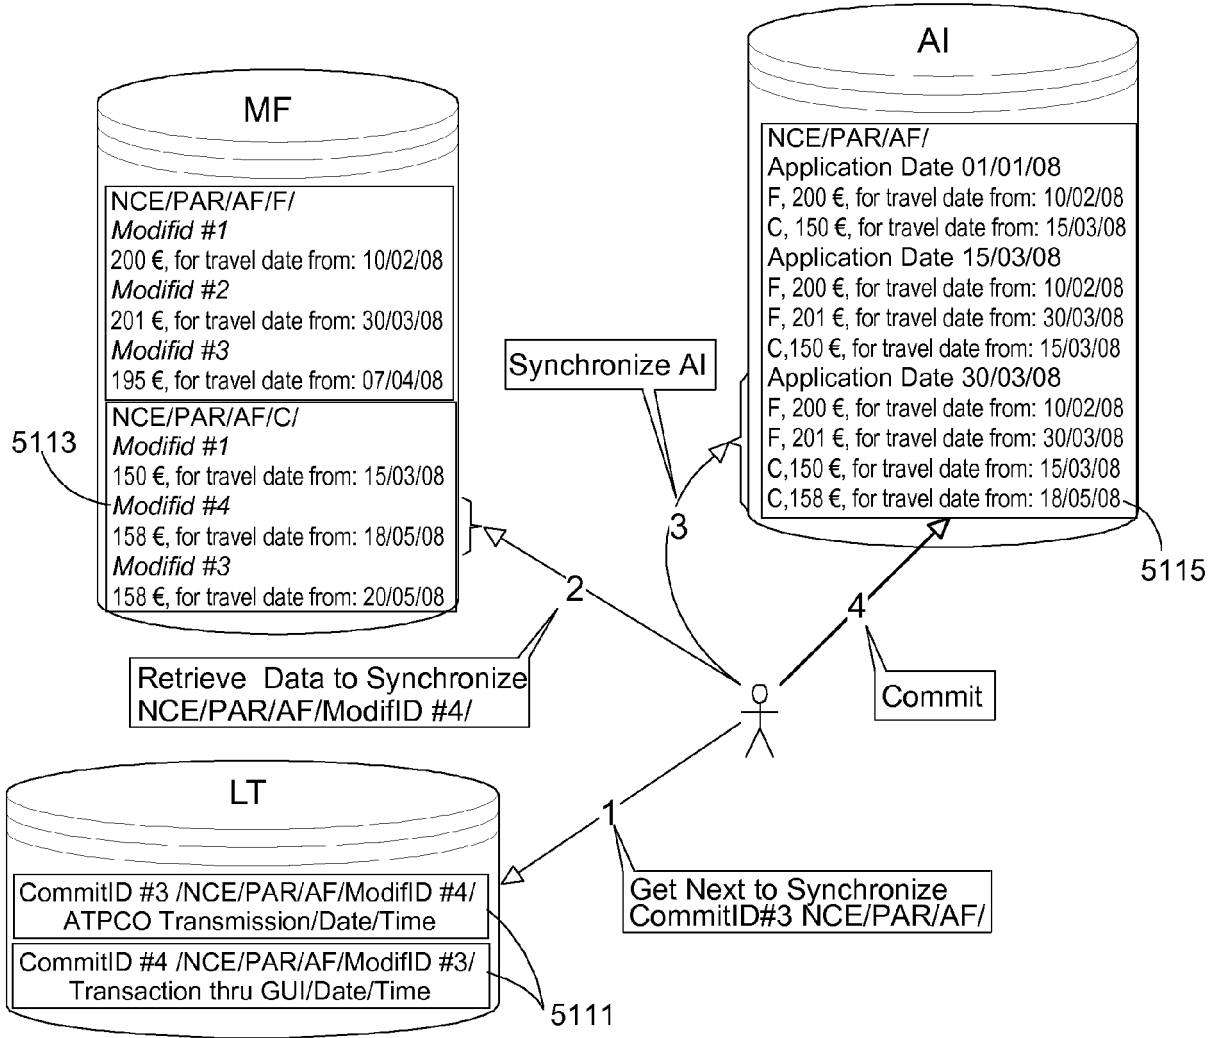 MF
NCE/PAR/AF/F/
Modifid #1
200 €, for travel date from: 10/02/08
Modifid #2
201 €, for travel date from: 30/03/08
Modifid #3
195 €, for travel date from: 07/04/08
NCE/PAR/AF/C/
Modifid #1
150 €, for travel date from: 15/03/08
Modifid #4
158 €, for travel date from: 18/05/08
Modifid #3
158 €, for travel date from: 20/05/08
5113
AI
NCE/PAR/AF/
Application Date 01/01/08
F, 200 €, for travel date from: 10/02/08
C, 150 €, for travel date from: 15/03/08
Application Date 15/03/08
F, 200 €, for travel date from: 10/02/08
F, 201 €, for travel date from: 30/03/08
C,150 €, for travel date from: 15/03/08
Application Date 30/03/08
F, 200 €, for travel date from: 10/02/08
F, 201 €, for travel date from: 30/03/08
C,150 €, for travel date from: 15/03/08
C,158 €, for travel date from: 18/05/08
5115
Synchronize AI
3
2
4
Retrieve Data to Synchronize
NCE/PAR/AF/ModifID #4/
Commit
LT
CommitID #3 /NCE/PAR/AF/ModifID #4/
ATPCO Transmission/Date/Time
CommitID #4 /NCE/PAR/AF/ModifID #3/
Transaction thru GUI/Date/Time
5111
1
Get Next to Synchronize
CommitID#3 NCE/PAR/AF/